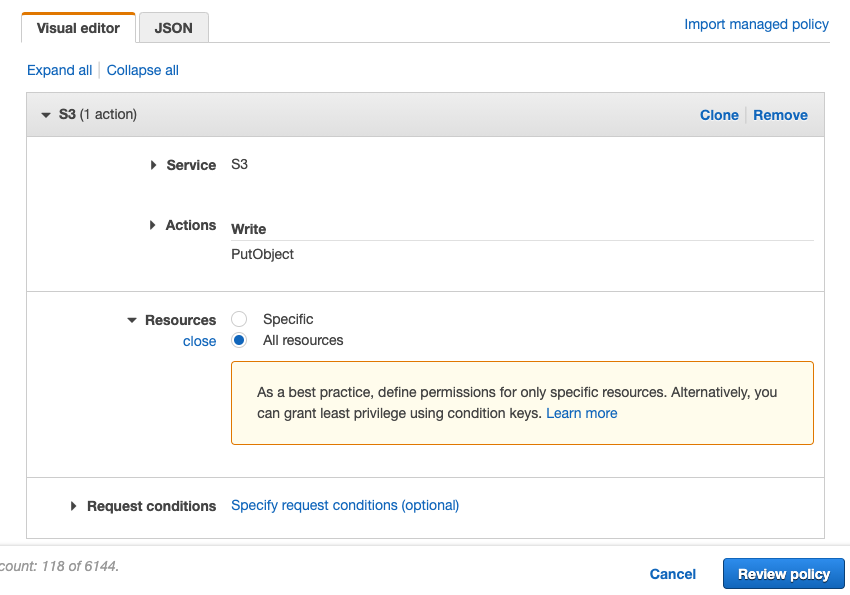 Visual editor
JSON
Import managed policy
Expand all
Collapse all
S3 (1 action)
Clone
Remove
Service
S3
Actions
Write
PutObject
Resources
Specific
close
All resources
As a best practice, define permissions for only specific resources. Alternatively, you
can grant least privilege using condition keys. Learn more
Request conditions
Specify request conditions (optional)
count: 118 of 6144.
Cancel
Review policy